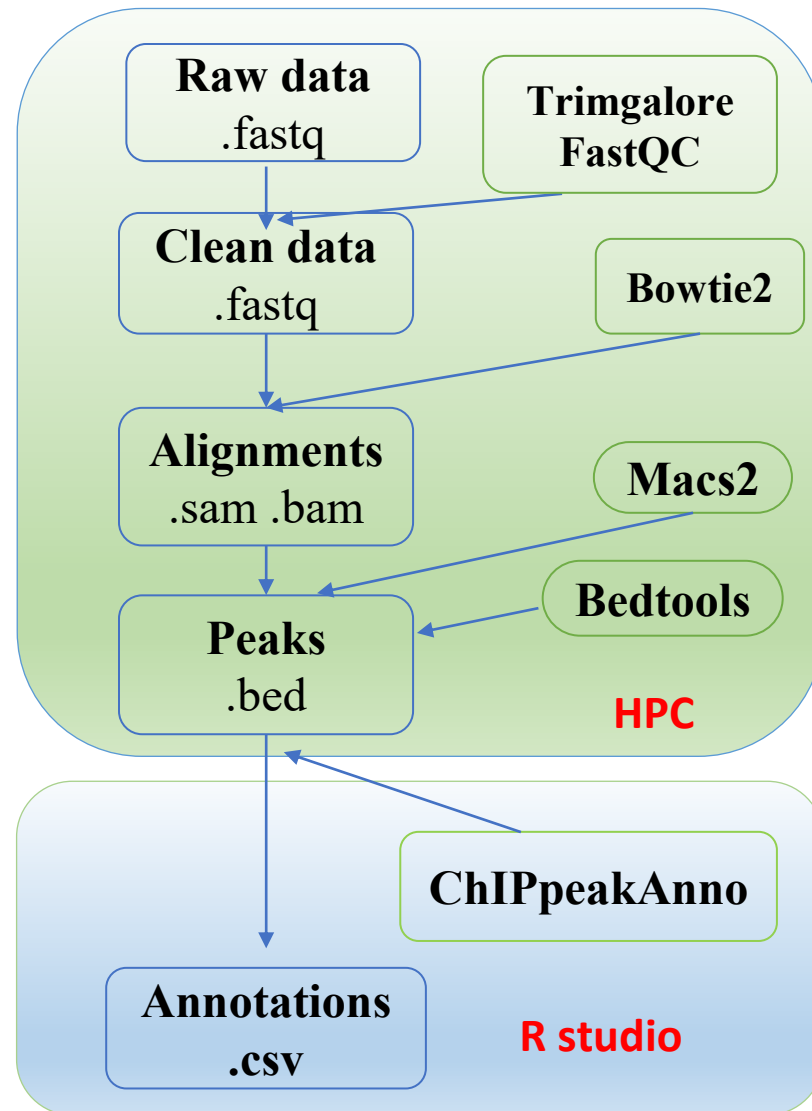 Raw data
.fastq
Trimgalore
FastQC
Clean data
.fastq
Bowtie2
Alignments
.sam .bam
Macs2
Bedtools
Peaks
.bed
HPC
ChIPpeakAnno
Annotations
.csv
R studio